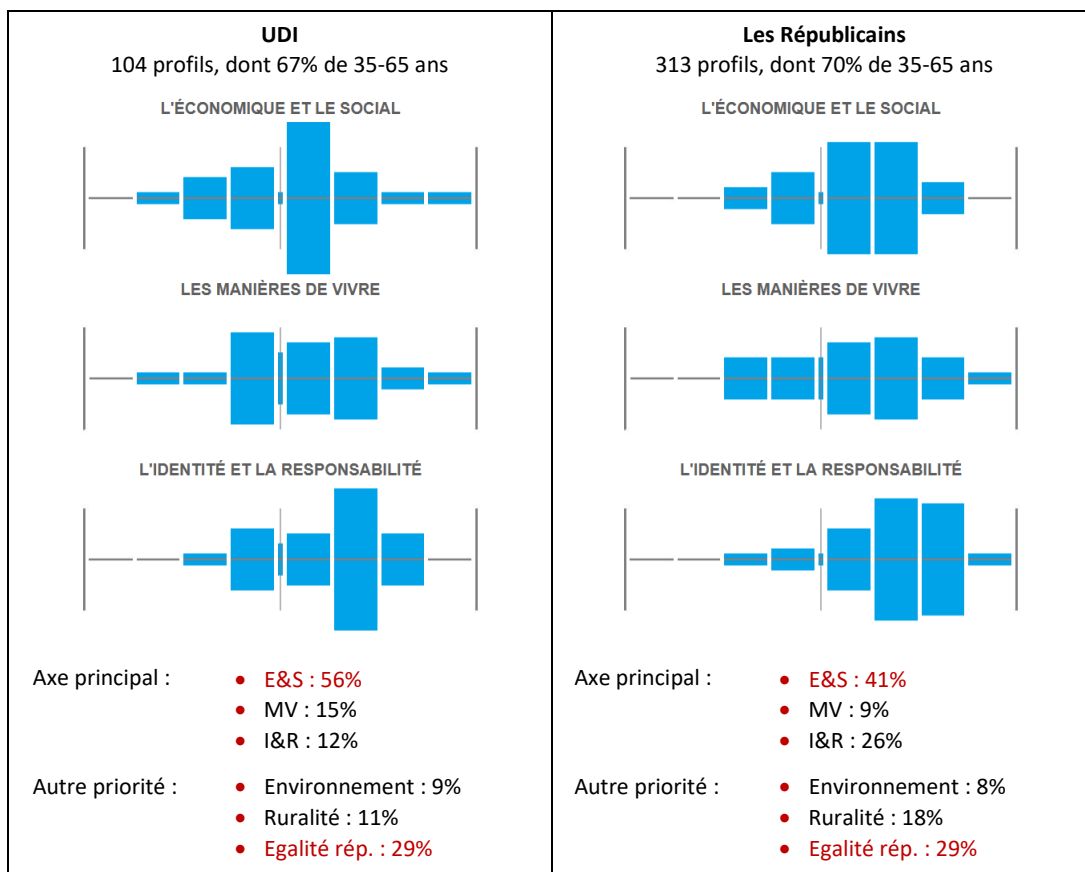 UDI
104 profils, dont 67% de 35-65 ans
L'ÉCONOMIQUE ET LE SOCIAL
LES MANIÈRES DE VIVRE
L'IDENTITÉ ET LA RESPONSABILITÉ
Axe principal :
• E&S : 56%
• MV : 15%
• I&R : 12%
Autre priorité :
• Environnement : 9%
• Ruralité : 11%
• Egalité rép. : 29%
Les Républicains
313 profils, dont 70% de 35-65 ans
L'ÉCONOMIQUE ET LE SOCIAL
LES MANIÈRES DE VIVRE
L'IDENTITÉ ET LA RESPONSABILITÉ
Axe principal :
• E&S : 41%
• MV : 9%
• I&R : 26%
Autre priorité :
• Environnement : 8%
• Ruralité : 18%
• Egalité rép. : 29%